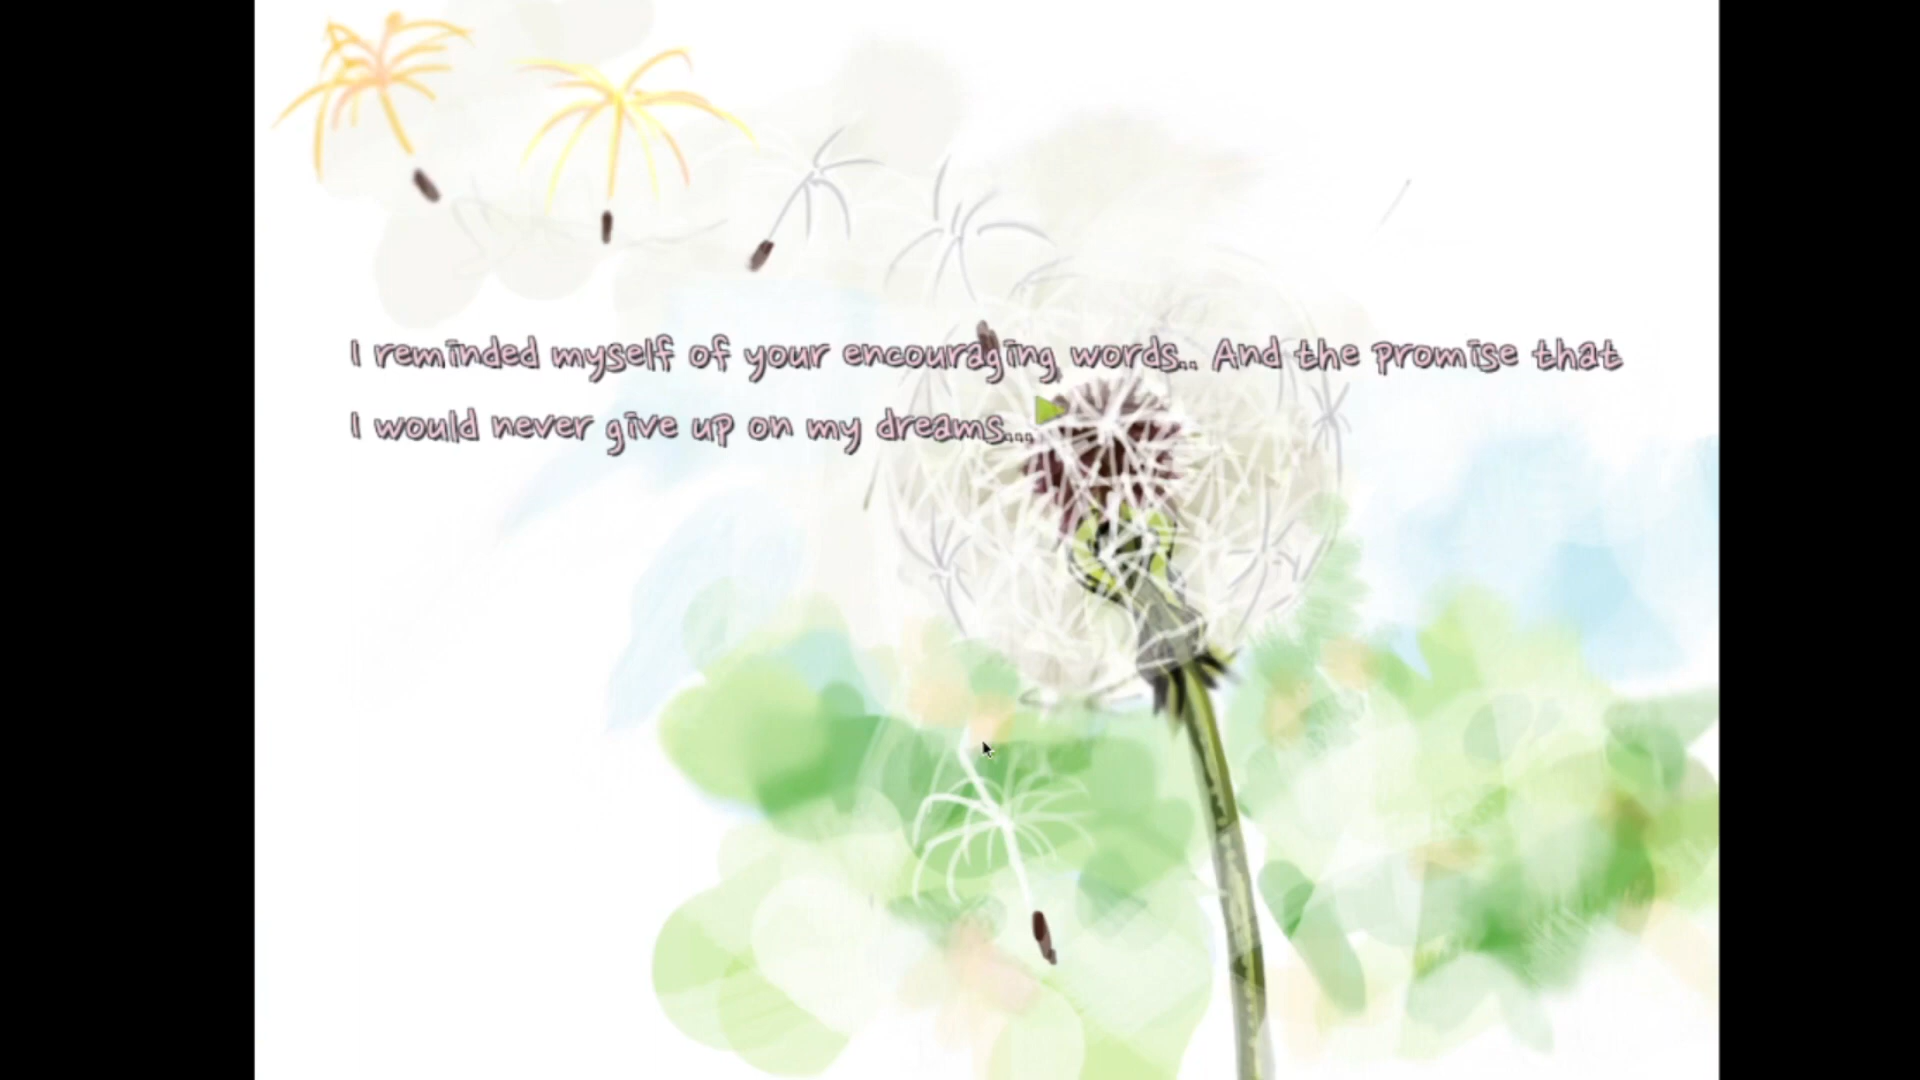 I reminded myself of your encouraging words.. And the promise that
I would never give up on my dreams...